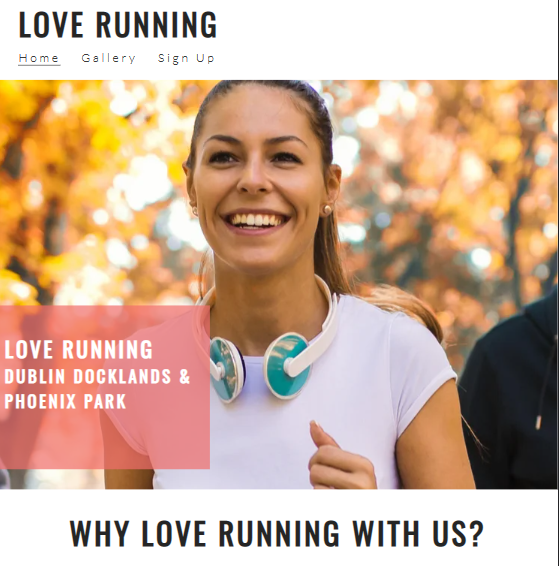 LOVE RUNNING
Home Gallery Sign Up
LOVE RUNNING
DUBLIN DOCKLANDS &
PHOENIX PARK
WHY LOVE RUNNING WITH US?